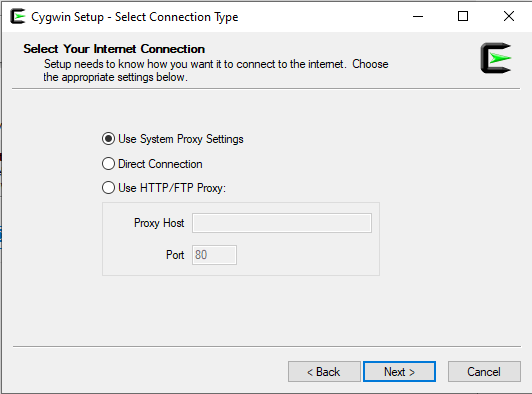 Cygwin Setup - Select Connection Type
Select Your Internet Connection
Setup needs to know how you want it to connect to the internet. Choose
the appropriate settings below.
Use System Proxy Settings
Direct Connection
Use HTTP/FTP Proxy:
Proxy Host
Port 80
< Back Next > Cancel